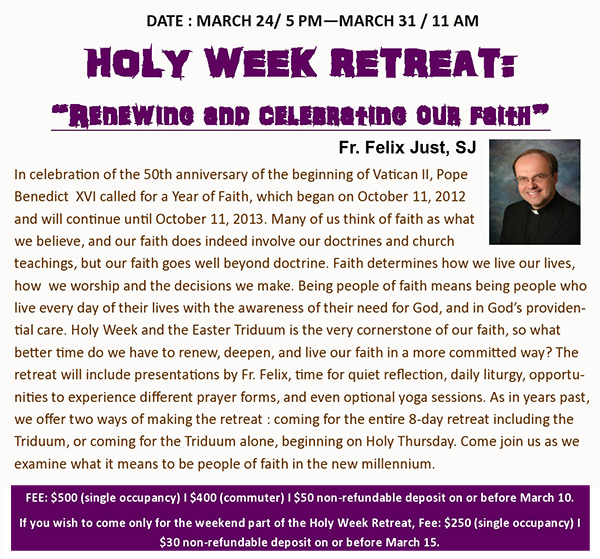 DATE : MARCH 24/ 5 PM—MARCH 31 / 11 AM
HOLY WEEK RETREAT:
“RENEWING AND CELEBRATING OUR FAITH”
Fr. Felix Just, SJ
In celebration of the 50th anniversary of the beginning of Vatican II, Pope
Benedict  XVI called for a Year of Faith, which began on October 11, 2012
and will continue until October 11, 2013. Many of us think of faith as what
we believe, and our faith does indeed involve our doctrines and church
teachings, but our faith goes well beyond doctrine. Faith determines how we live our lives,
how  we worship and the decisions we make. Being people of faith means being people who
live every day of their lives with the awareness of their need for God, and in God’s providen-
tial care. Holy Week and the Easter Triduum is the very cornerstone of our faith, so what
better time do we have to renew, deepen, and live our faith in a more committed way? The
retreat will include presentations by Fr. Felix, time for quiet reflection, daily liturgy, opportu-
nities to experience different prayer forms, and even optional yoga sessions. As in years past,
we offer two ways of making the retreat : coming for the entire 8-day retreat including the
Triduum, or coming for the Triduum alone, beginning on Holy Thursday. Come join us as we
examine what it means to be people of faith in the new millennium.
FEE: $500 (single occupancy) I $400 (commuter) I $50 non-refundable deposit on or before March 10.
If you wish to come only for the weekend part of the Holy Week Retreat, Fee: $250 (single occupancy) I
$30 non-refundable deposit on or before March 15.